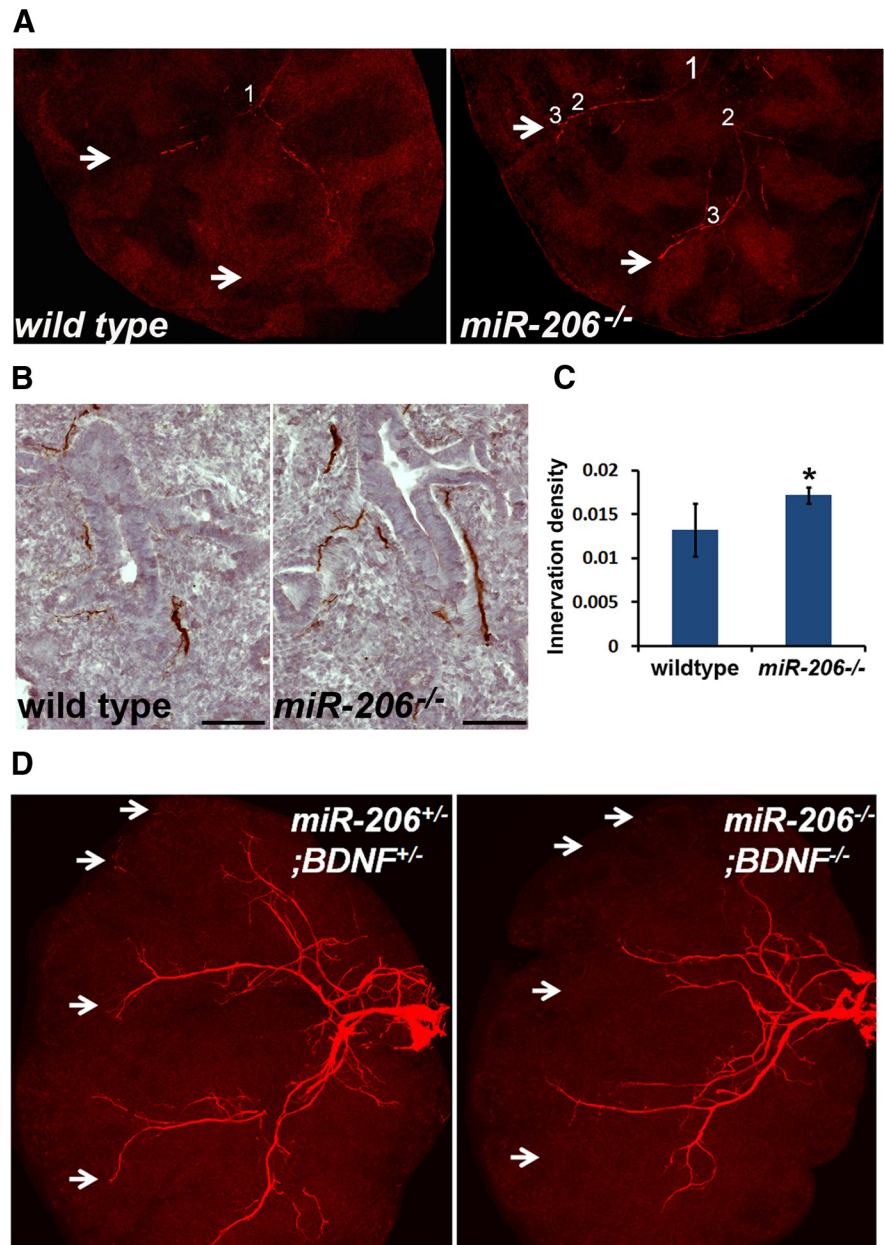 A
1
wild type
1
2
3
2
3
miR-206-/-
B
wild type
miR-206-/-
C
Innervation density
0.02
0.015
0.01
0.005
0
*
wildtype
miR-206-/-
D
miR-206+/-
;BDNF+/-
miR-206-/-
;BDNF-/-